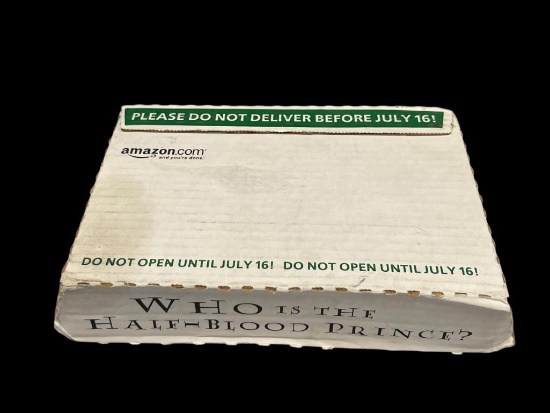 PLEASE DO NOT DELIVER BEFORE JULY 16!
amazon.com
and you're done.
DO NOT OPEN UNTIL JULY 16! DO NOT OPEN UNTIL JULY 16!
WHO IS THE
HALF-BLOOD PRINCE?